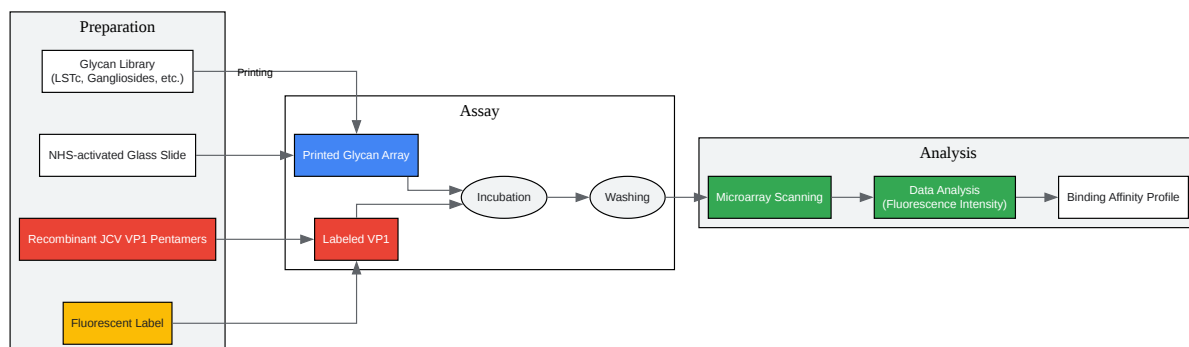 Preparation
Glycan Library
(LSTc, Gangliosides, etc.)
Printing
NHS-activated Glass Slide
Recombinant JCV VP1 Pentamers
Fluorescent Label
Assay
Printed Glycan Array
Labeled VP1
Incubation
Washing
Analysis
Microarray Scanning
Data Analysis
(Fluorescence Intensity)
Binding Affinity Profile